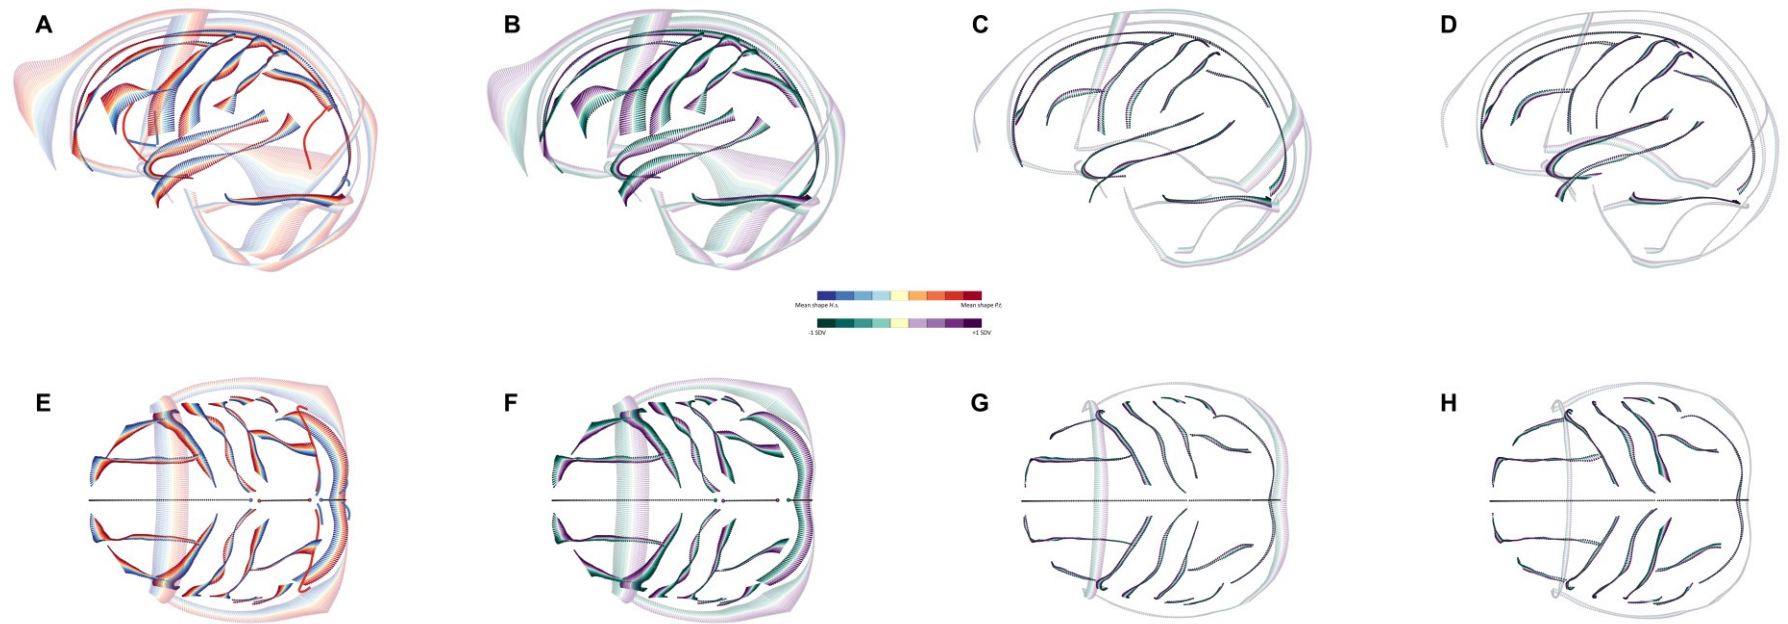 A B C D
Mean shape H.s. Mean shape P.t.
-1 SDV +1 SDV
E F G H